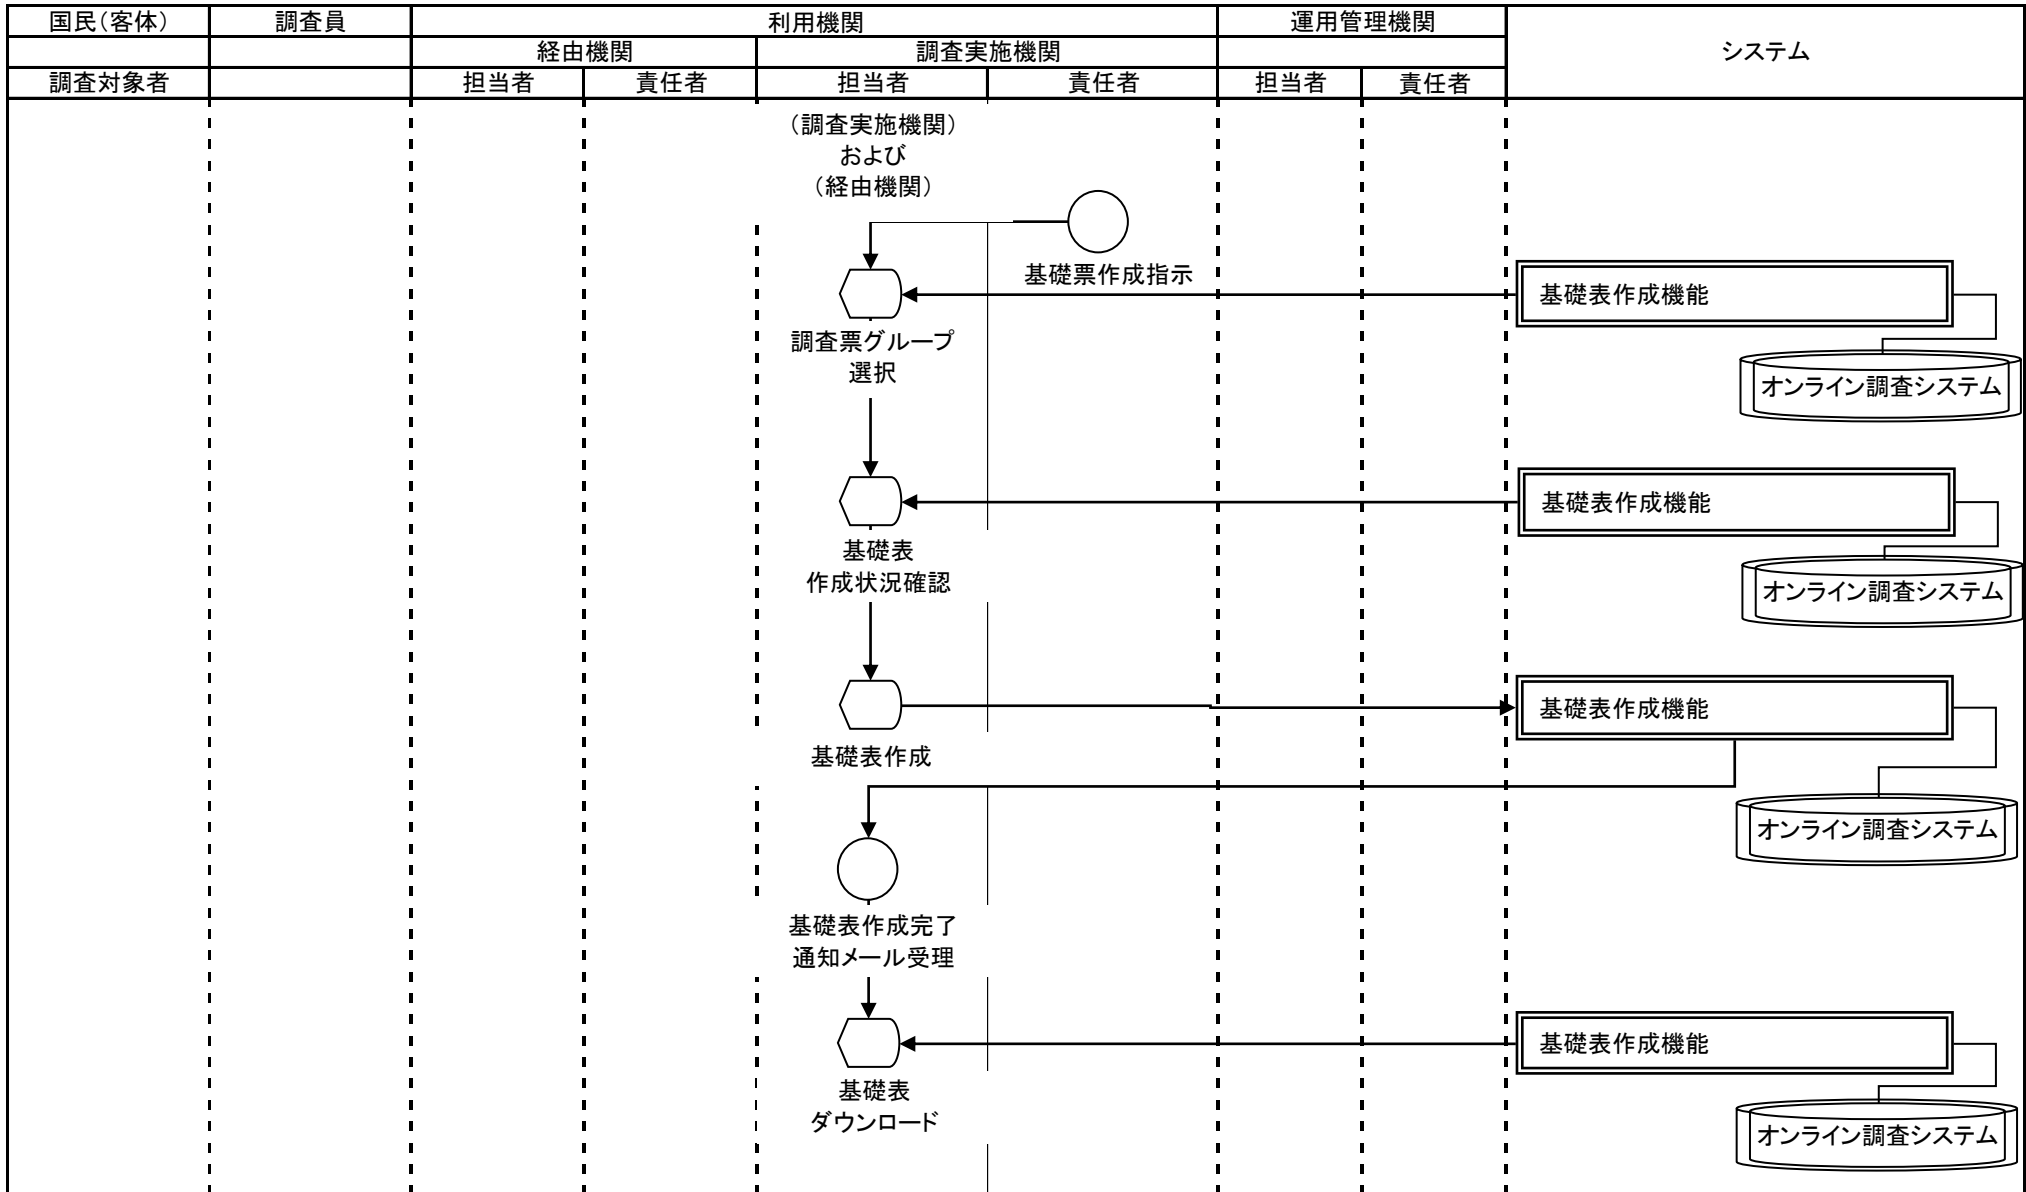 国民（客体）
調査員
利用機関
運用管理機関
システム
経由機関
調査実施機関
調査対象者
担当者
責任者
担当者
責任者
担当者
責任者
（調査実施機関）
および
（経由機関）
基礎票作成指示
基礎表作成機能
調査票グループ
選択
オンライン調査システム
基礎表作成機能
基礎表
作成状況確認
オンライン調査システム
基礎表作成機能
基礎表作成
オンライン調査システム
基礎表作成完了
通知メール受理
基礎表作成機能
基礎表
ダウンロード
オンライン調査システム